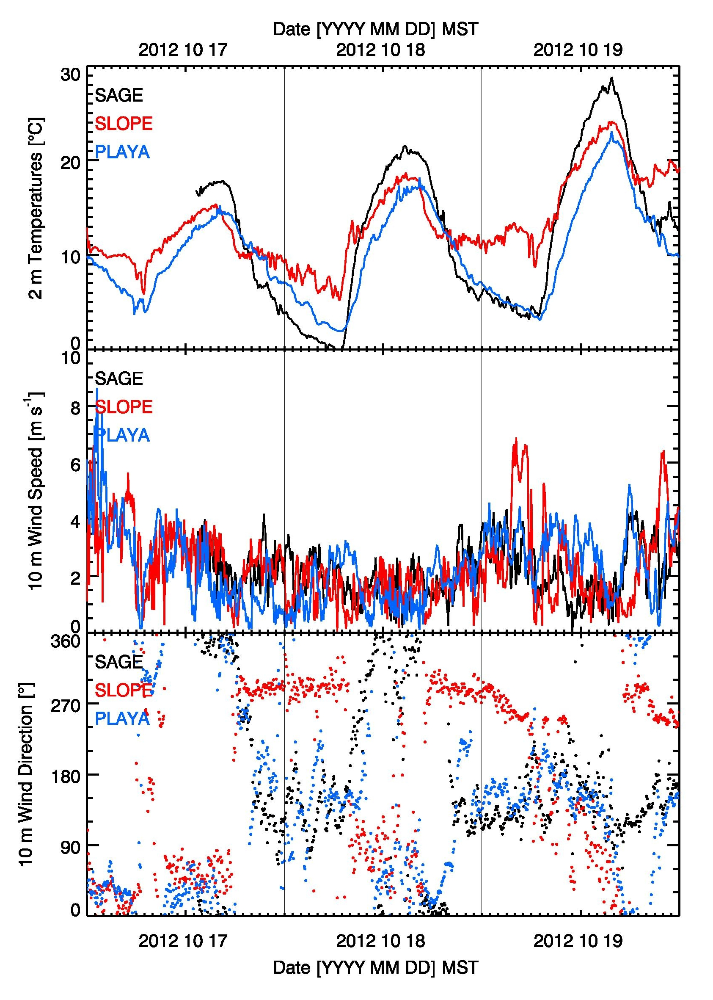 Date [YYYY MM DD] MST
2012 10 17 2012 10 18 2012 10 19
30
SAGE
SLOPE
PLAYA
20
10
0
2 m Temperatures [°C]
10
SAGE
8
SLOPE
PLAYA
6
4
2
0
10 m Wind Speed [m s-1]
360
SAGE
SLOPE
270
PLAYA
180
90
0
10 m Wind Direction [°]
2012 10 17 2012 10 18 2012 10 19
Date [YYYY MM DD] MST